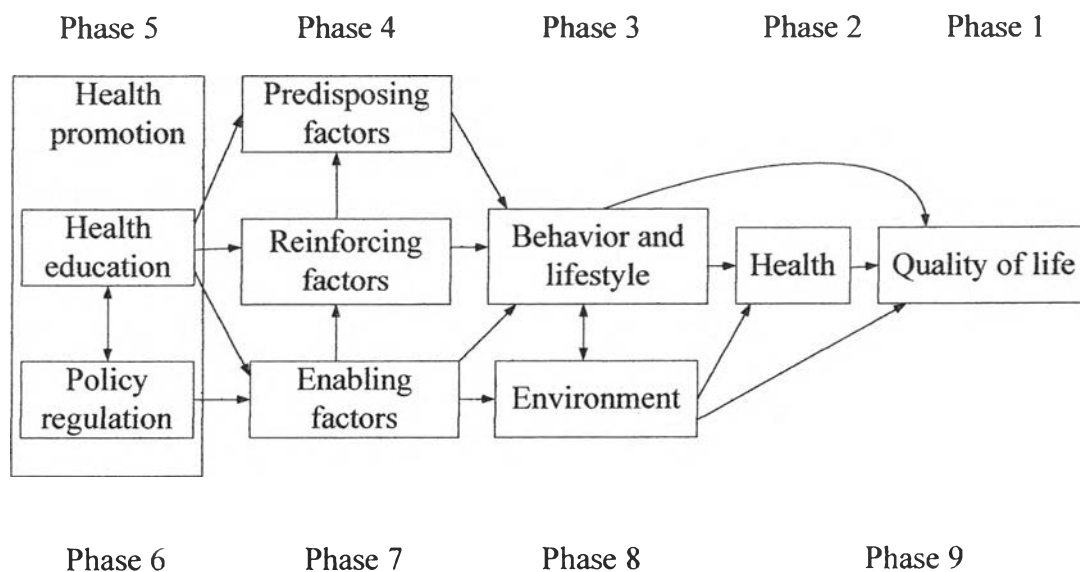 Phase 5 Phase 4 Phase 3 Phase 2 Phase 1
Health
promotion
Predisposing
factors
Health
education
Reinforcing
factors
Behavior and
lifestyle
Health
Quality of life
Policy
regulation
Enabling
factors
Environment
Phase 6 Phase 7 Phase 8 Phase 9